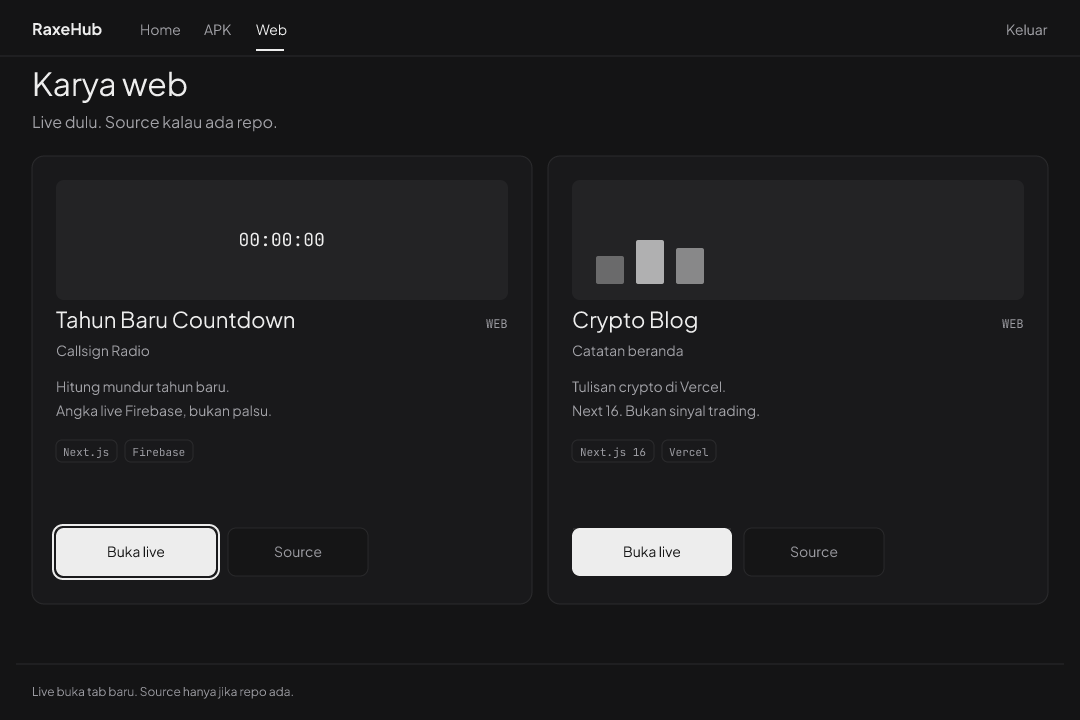 RaxeHub Home APK Web Keluar
Karya web
Live dulu. Source kalau ada repo.
00:00:00
Tahun Baru Countdown WEB
Callsign Radio
Hitung mundur tahun baru.
Angka live Firebase, bukan palsu.
Next.js Firebase
Buka live Source
Crypto Blog WEB
Catatan beranda
Tulisan crypto di Vercel.
Next 16. Bukan sinyal trading.
Next.js 16 Vercel
Buka live Source
Live buka tab baru. Source hanya jika repo ada.